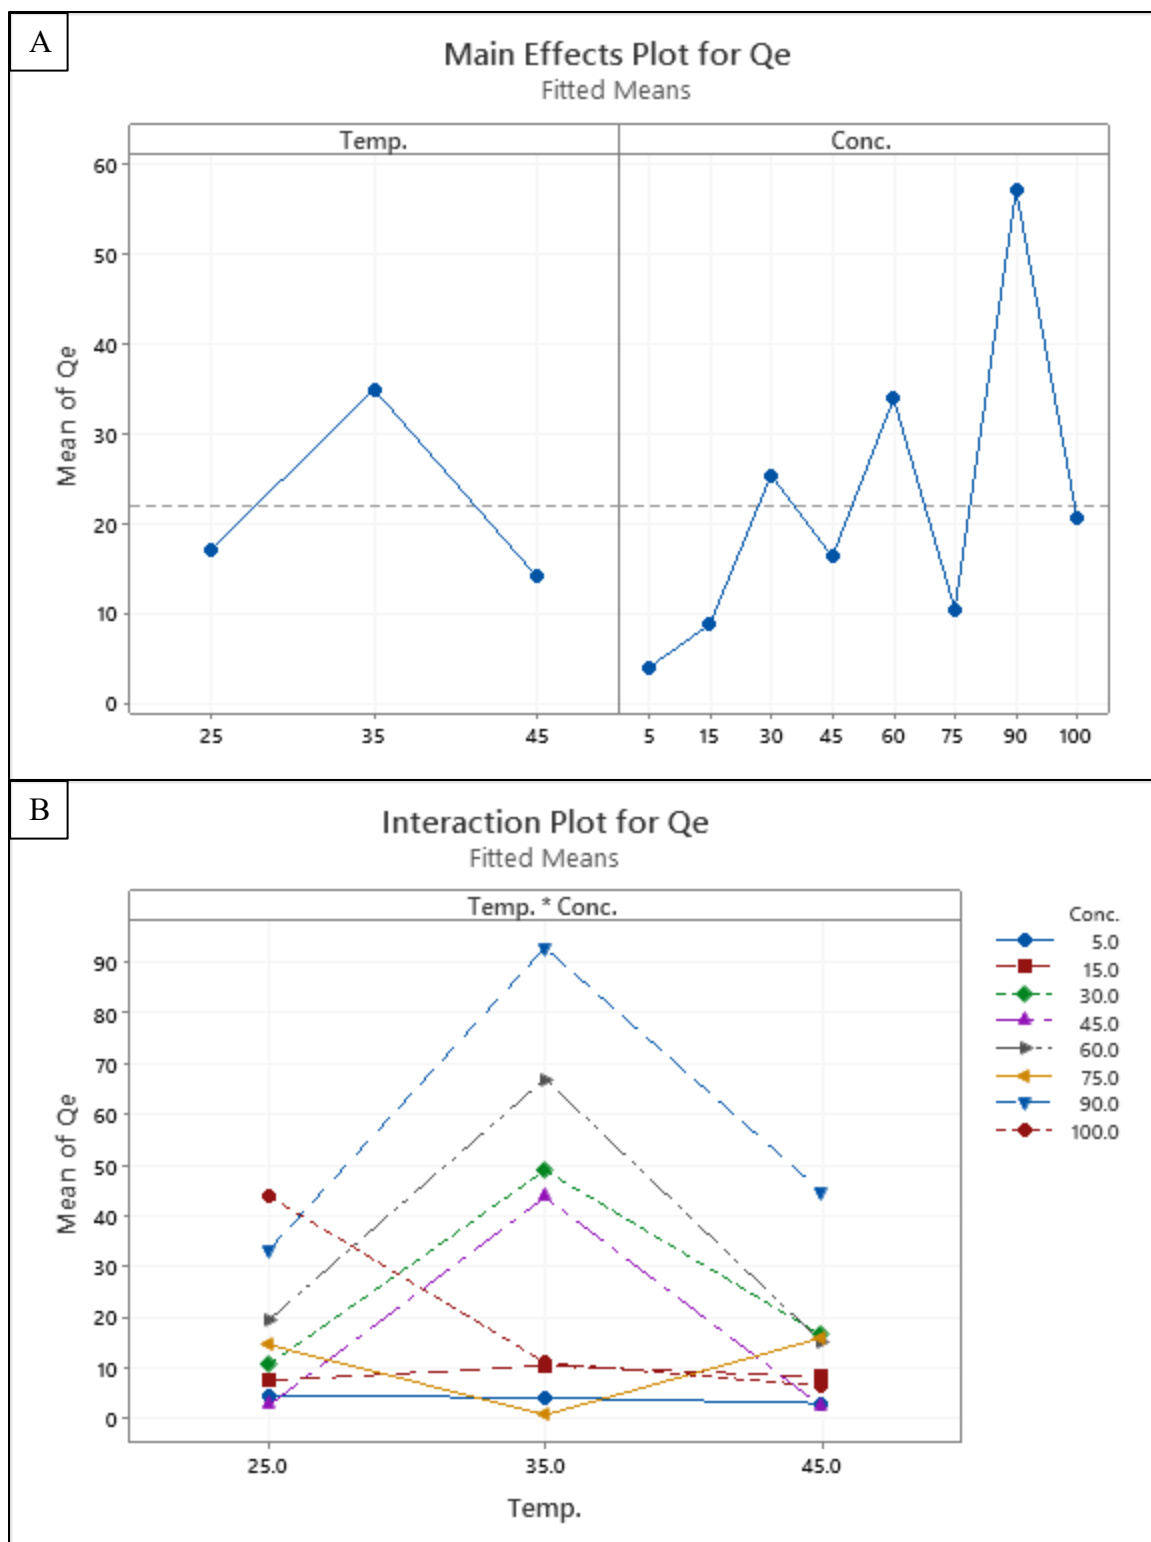 A
Main Effects Plot for Qe
Fitted Means
Temp.
Conc.
Mean of Qe
60
50
40
30
20
10
0
25 35 45
5 15 30 45 60 75 90 100
B
Interaction Plot for Qe
Fitted Means
Temp. * Conc.
Mean of Qe
90
80
70
60
50
40
30
20
10
0
25.0 35.0 45.0
Temp.
Conc.
5.0
15.0
30.0
45.0
60.0
75.0
90.0
100.0